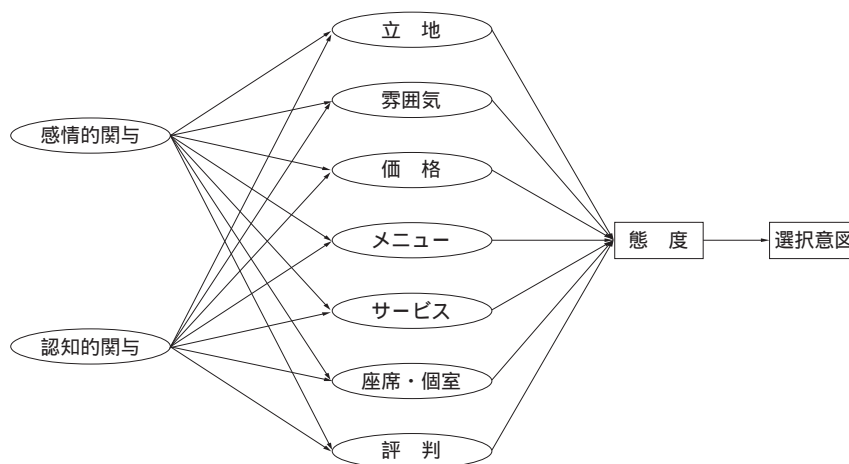 立　地
雰囲気
感情的関与
価　格
メニュー
態　度
選択意図
サービス
認知的関与
座席・個室
評　判